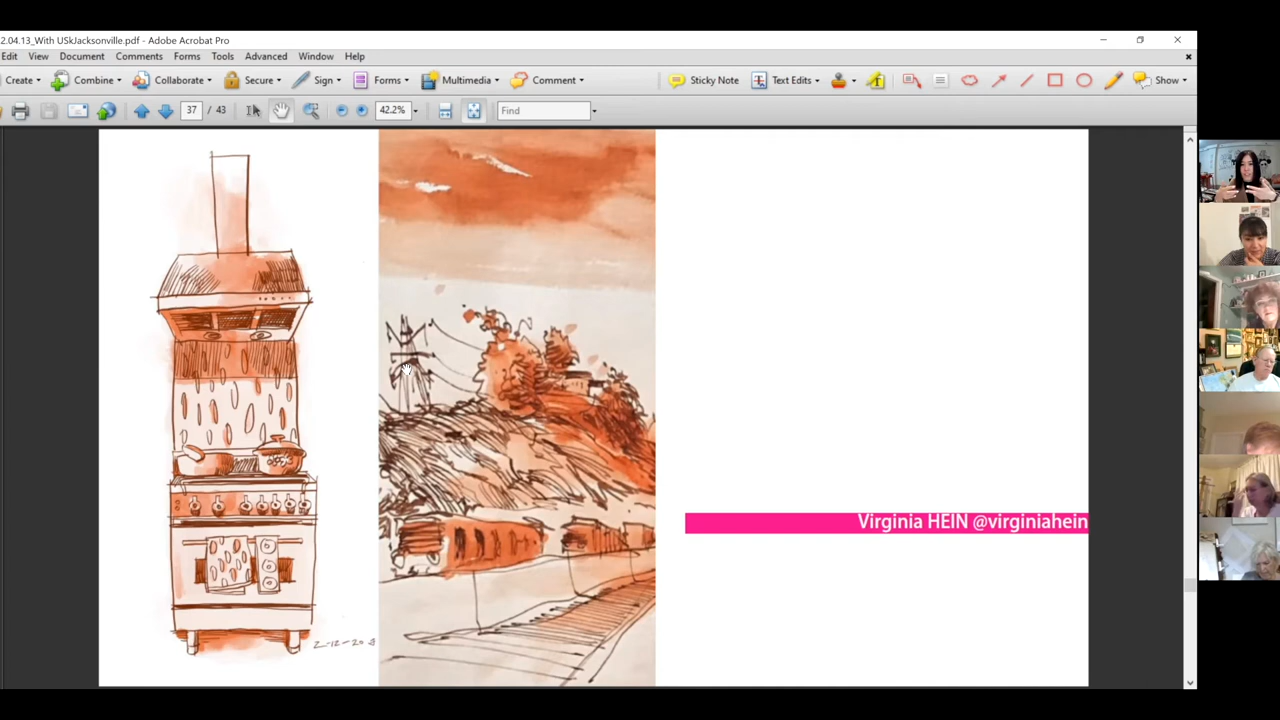 2.04.13_With USkJacksonville.pdf - Adobe Acrobat Pro
Edit View Document Comments Forms Tools Advanced Window Help
Create Combine Collaborate Secure Sign Forms Multimedia Comment Sticky Note Text Edits Show
37 / 43 42.2% Find
Virginia HEIN @virginiahein